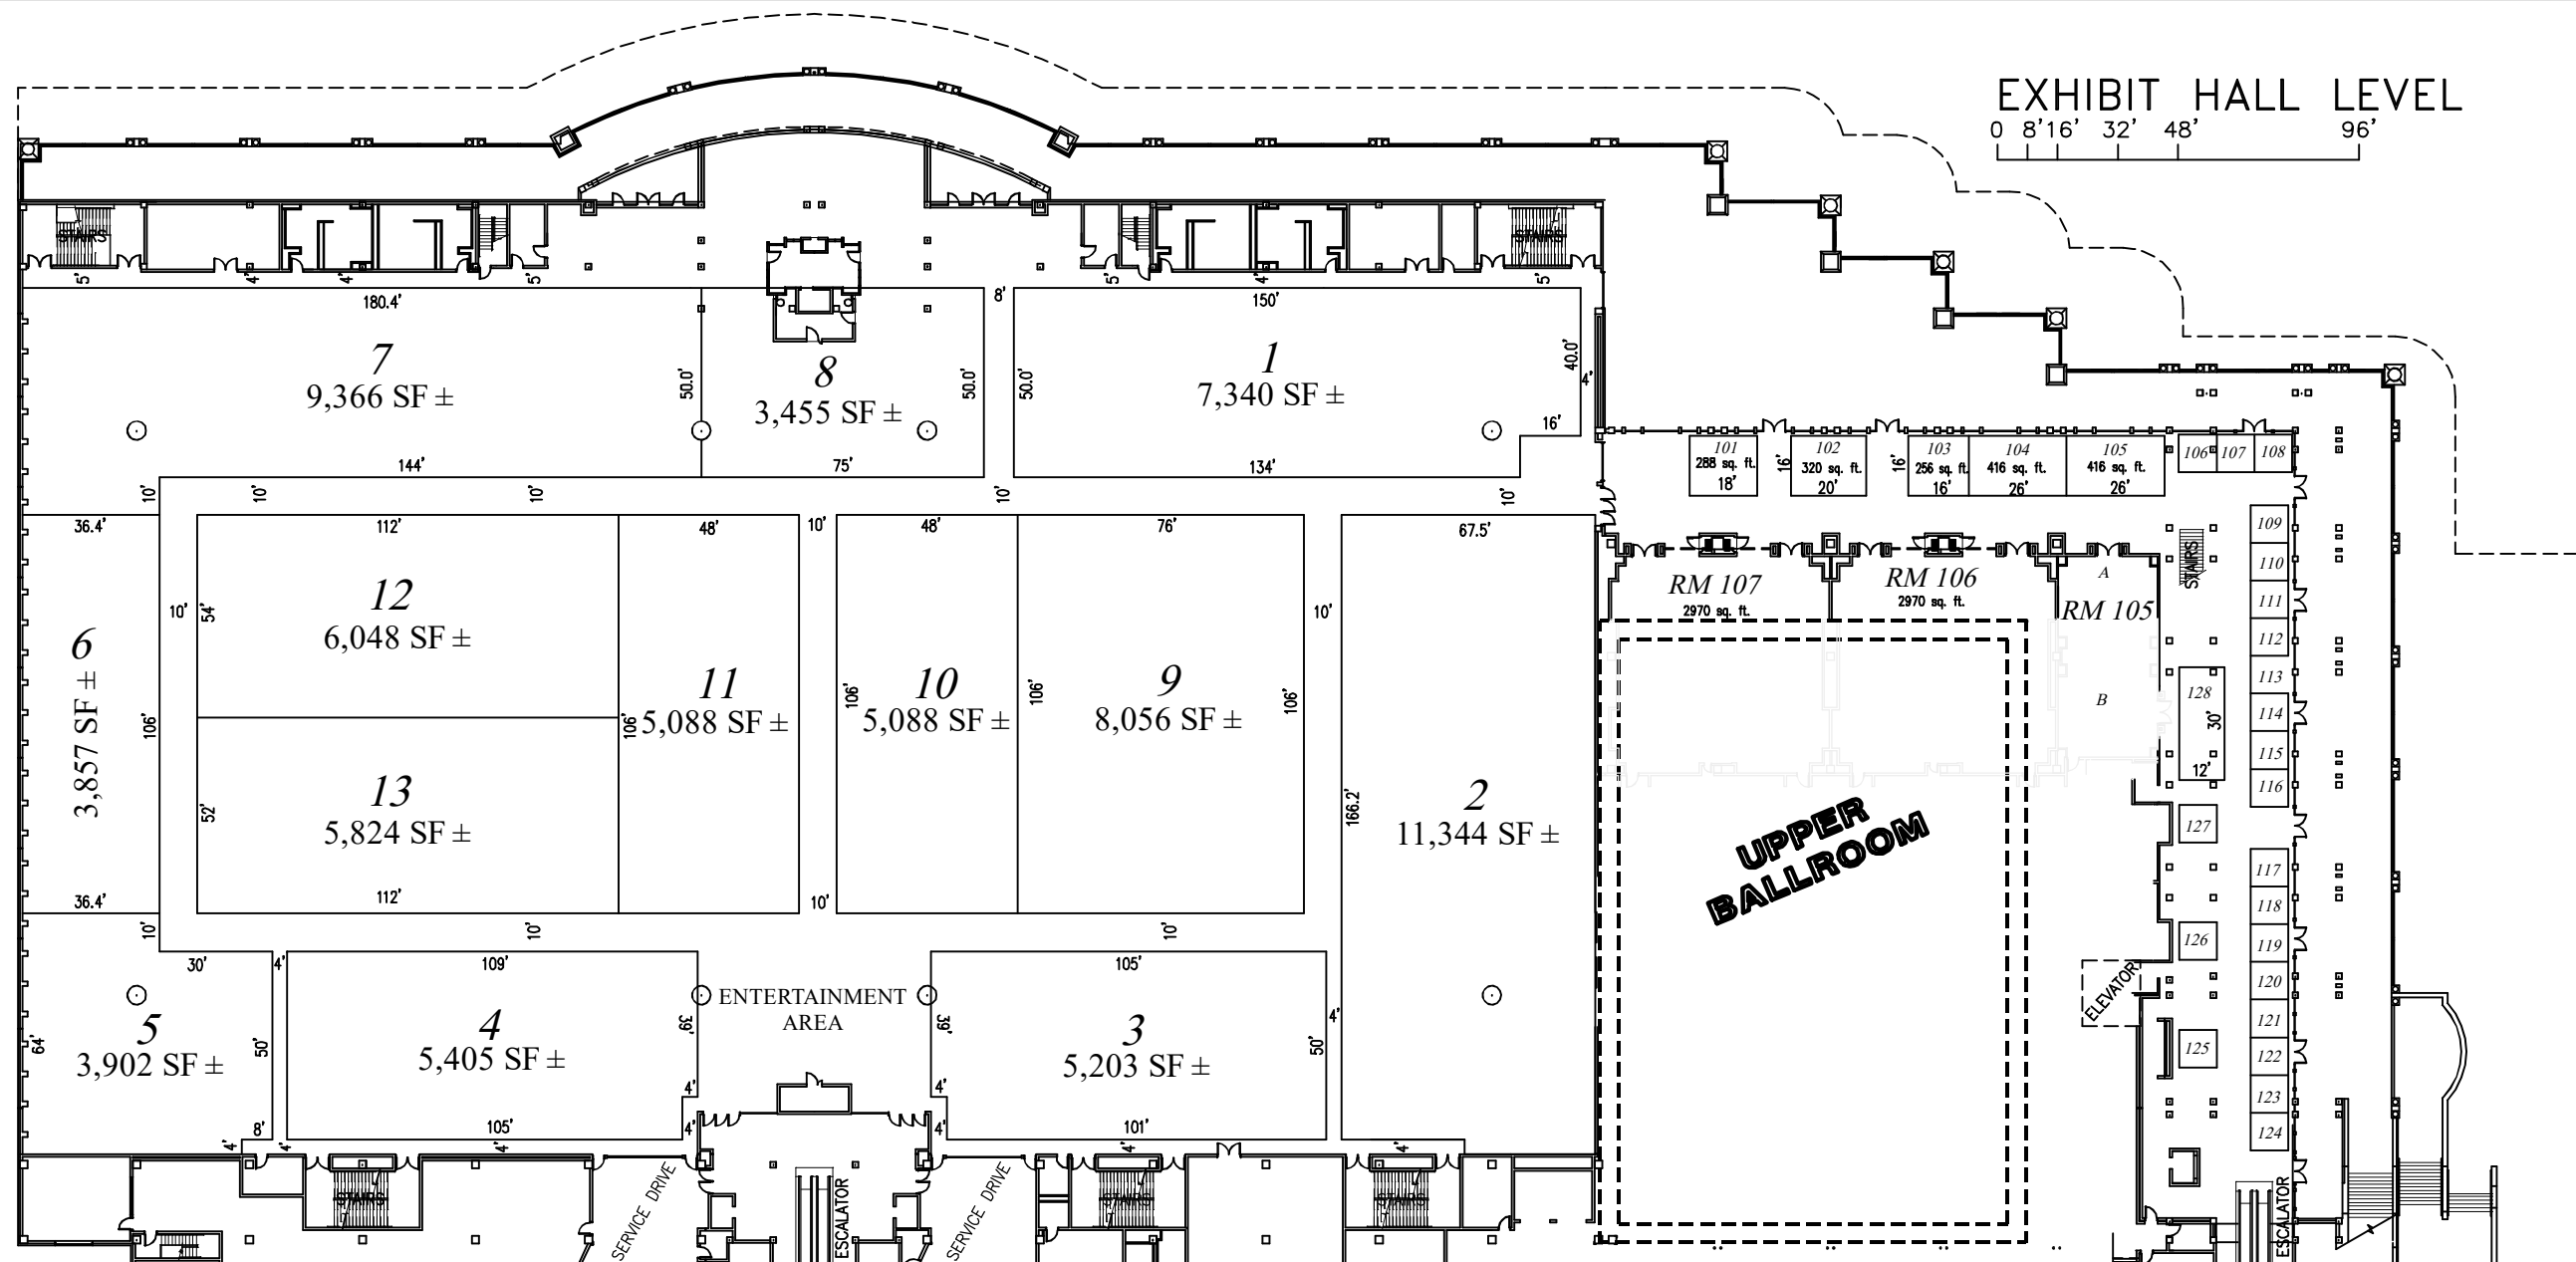 EXHIBIT HALL LEVEL
0 8' 16' 32' 48' 96'
STAIRS
STAIRS
5' 4' 4' 5' 5' 4' 5'
180.4'
8'
150'
7
9,366 SF ±
50.0'
8
3,455 SF ±
50.0'
50.0'
1
7,340 SF ±
40.0'
4'
16'
144'
75'
134'
10' 10' 10' 10' 10'
101
288 sq. ft.
18'
16'
102
320 sq. ft.
20'
16'
103
256 sq. ft.
16'
104
416 sq. ft.
26'
105
416 sq. ft.
26'
106
107
108
36.4'
112'
48'
10'
48'
76'
67.5'
109
110
111
112
113
114
115
116
STAIRS
RM 107
2970 sq. ft.
RM 106
2970 sq. ft.
A
RM 105
B
10'
54'
12
6,048 SF ±
10'
6
3,857 SF ±
106'
11
5,088 SF ±
106'
106'
10
5,088 SF ±
106'
9
8,056 SF ±
106'
128
30'
12'
13
5,824 SF ±
52'
112'
2
11,344 SF ±
166.2'
UPPER
BALLROOM
127
117
118
119
120
121
122
123
124
126
125
ELEVATOR
36.4'
10'
10'
10'
10'
30'
4'
109'
105'
ENTERTAINMENT
AREA
5
3,902 SF ±
64'
50'
4
5,405 SF ±
39'
39'
3
5,203 SF ±
4'
50'
4'
4'
8'
105'
4'
4'
101'
4' 4' 4' 4' 4'
STAIRS
SERVICE DRIVE
ESCALATOR
SERVICE DRIVE
STAIRS
STAIRS
ESCALATOR